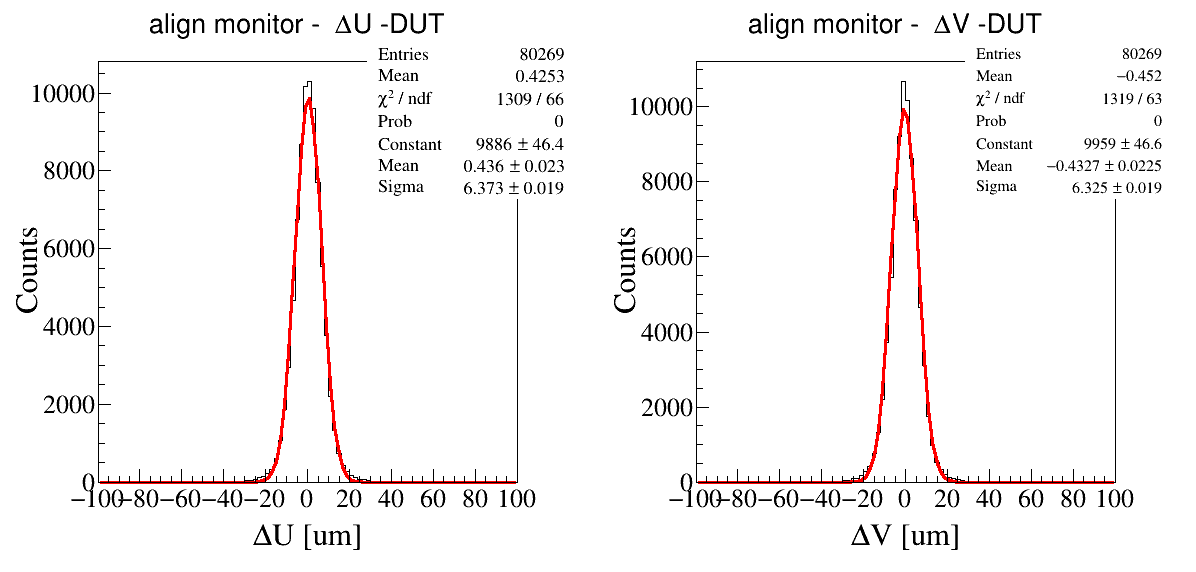 align monitor - ΔU -DUT
Entries 80269
Mean 0.4253
χ² / ndf 1309 / 66
Prob 0
Constant 9886 ± 46.4
Mean 0.436 ± 0.023
Sigma 6.373 ± 0.019
10000
8000
6000
4000
2000
0
Counts
−100 −80 −60 −40 −20 0 20 40 60 80 100
ΔU [um]
align monitor - ΔV -DUT
Entries 80269
Mean −0.452
χ² / ndf 1319 / 63
Prob 0
Constant 9959 ± 46.6
Mean −0.4327 ± 0.0225
Sigma 6.325 ± 0.019
10000
8000
6000
4000
2000
0
Counts
−100 −80 −60 −40 −20 0 20 40 60 80 100
ΔV [um]